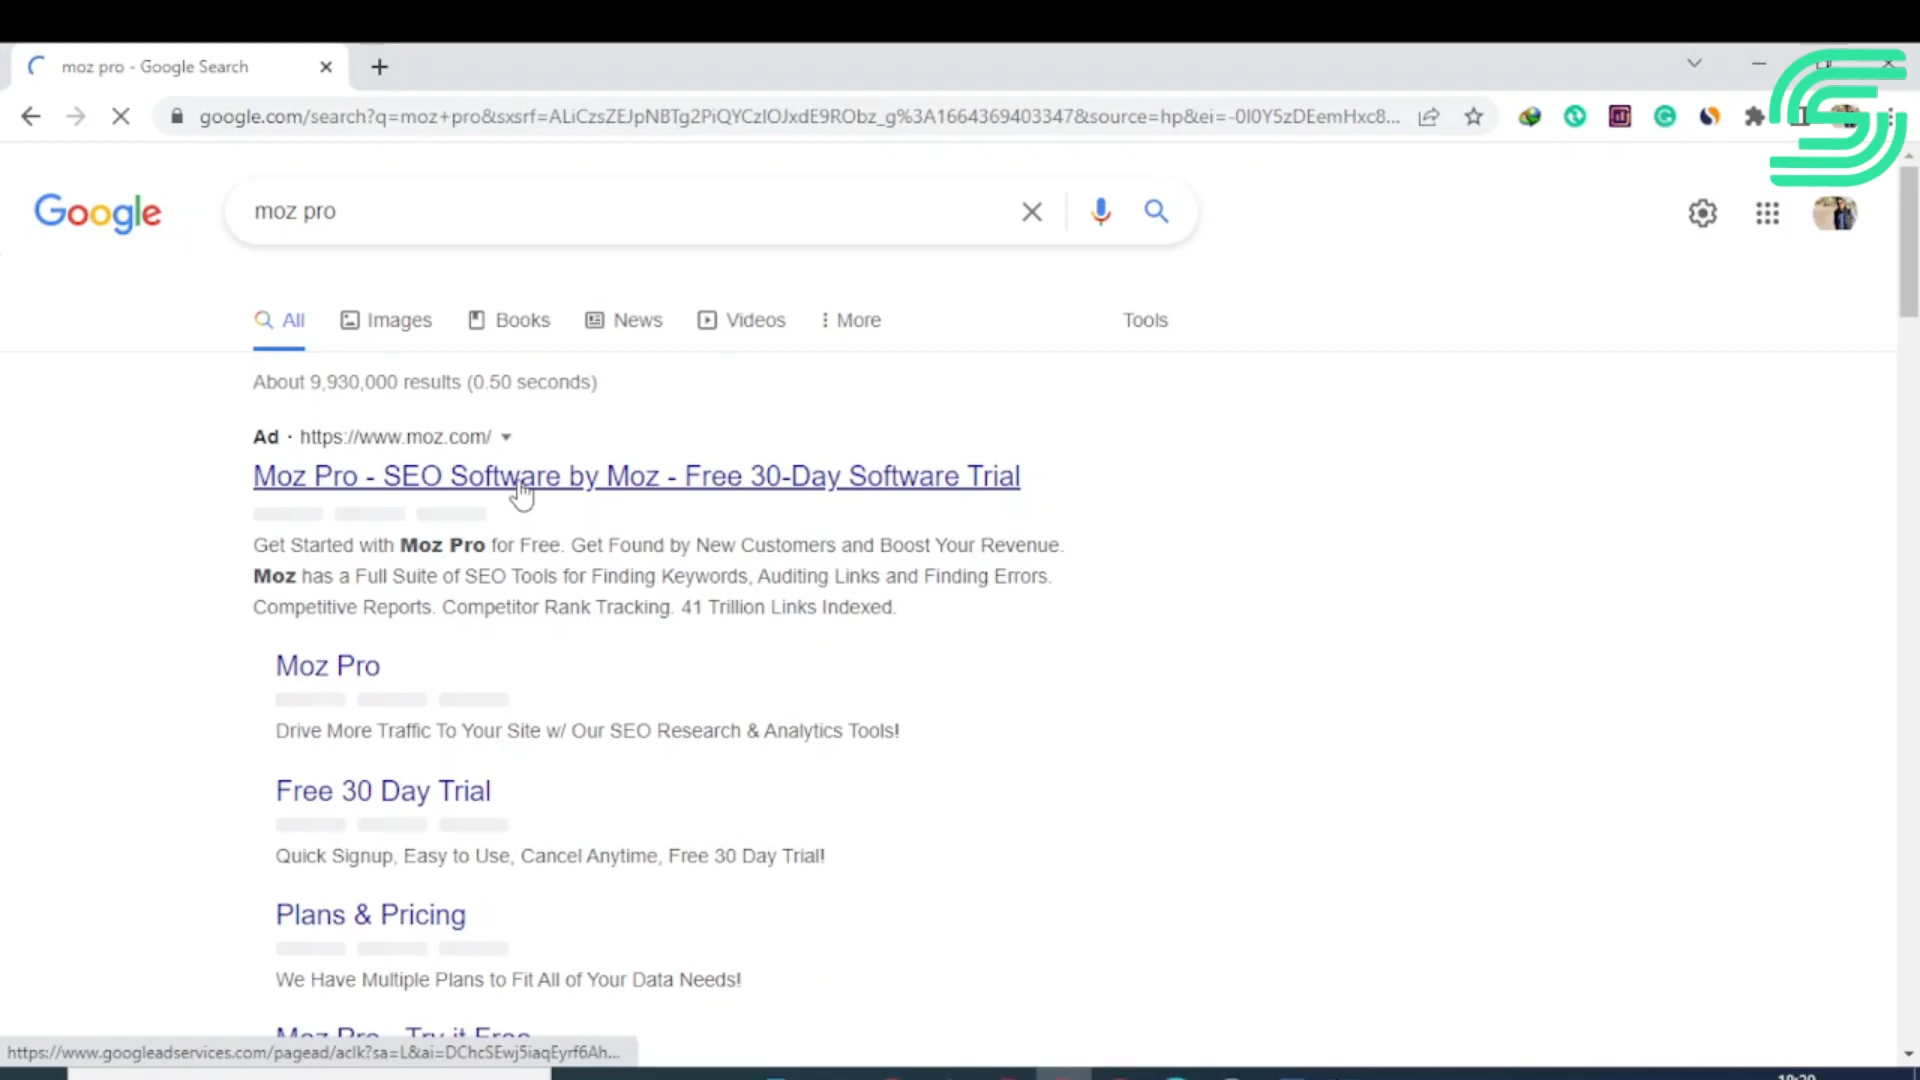 moz pro - Google Search
google.com/search?q=moz+pro&sxsrf=ALiCzsZEJpNBTg2PiQYCzIOJxdE9RObz_g%3A1664369403347&source=hp&ei=-0I0Y5zDEemHxc8...
Google
moz pro
All Images Books News Videos More Tools
About 9,930,000 results (0.50 seconds)
Ad · https://www.moz.com/
Moz Pro - SEO Software by Moz - Free 30-Day Software Trial
Get Started with Moz Pro for Free. Get Found by New Customers and Boost Your Revenue.
Moz has a Full Suite of SEO Tools for Finding Keywords, Auditing Links and Finding Errors.
Competitive Reports. Competitor Rank Tracking. 41 Trillion Links Indexed.
Moz Pro
Drive More Traffic To Your Site w/ Our SEO Research & Analytics Tools!
Free 30 Day Trial
Quick Signup, Easy to Use, Cancel Anytime, Free 30 Day Trial!
Plans & Pricing
We Have Multiple Plans to Fit All of Your Data Needs!
Moz Pro - Try it Free
https://www.googleadservices.com/pagead/aclk?sa=L&ai=DChcSEwj5iaqEyrf6Ah...